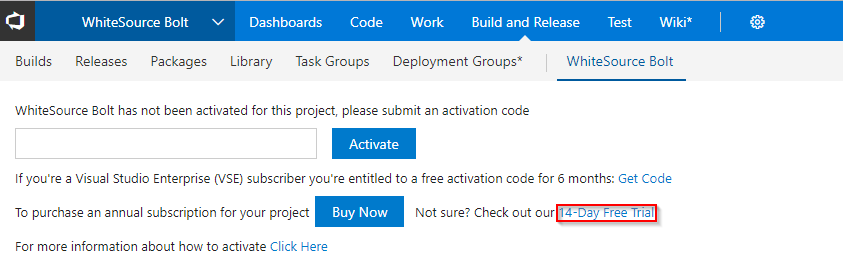 WhiteSource Bolt Dashboards Code Work Build and Release Test Wiki*
Builds Releases Packages Library Task Groups Deployment Groups* WhiteSource Bolt
WhiteSource Bolt has not been activated for this project, please submit an activation code
Activate
If you're a Visual Studio Enterprise (VSE) subscriber you're entitled to a free activation code for 6 months: Get Code
To purchase an annual subscription for your project Buy Now Not sure? Check out our 14-Day Free Trial
For more information about how to activate Click Here